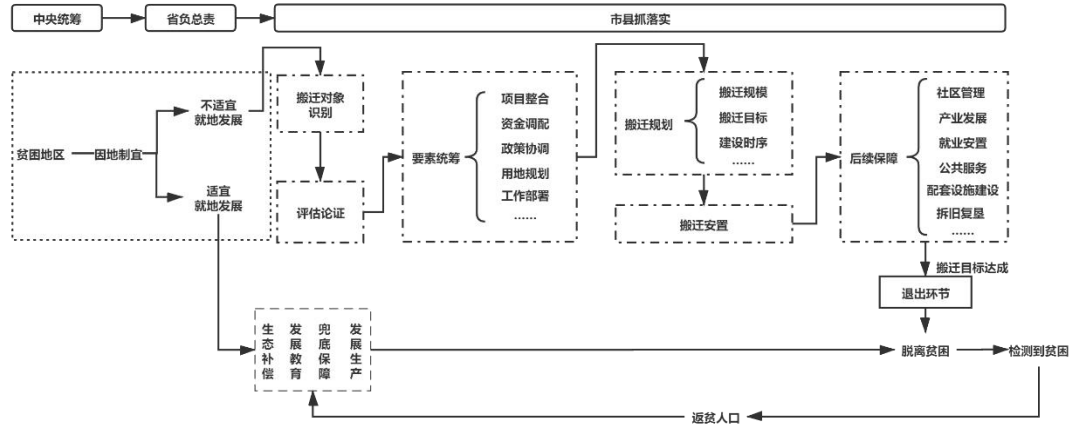 中央统筹
省负总责
市县抓落实
贫困地区
因地制宜
不适宜
就地发展
适宜
就地发展
搬迁对象
识别
评估论证
要素统筹
项目整合
资金调配
政策协调
用地规划
工作部署
……
搬迁规划
搬迁规模
搬迁目标
建设时序
……
搬迁安置
后续保障
社区管理
产业发展
就业安置
公共服务
配套设施建设
拆旧复垦
……
搬迁目标达成
退出环节
生态补偿
发展教育
兜底保障
发展生产
脱离贫困
检测到贫困
返贫人口